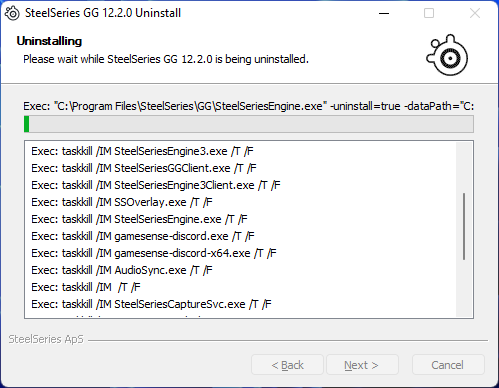 SteelSeries GG 12.2.0 Uninstall
Uninstalling
Please wait while SteelSeries GG 12.2.0 is being uninstalled.
Exec: "C:\Program Files\SteelSeries\GG\SteelSeriesEngine.exe" -uninstall=true -dataPath="C:
Exec: taskkill /IM SteelSeriesEngine3.exe /T /F
Exec: taskkill /IM SteelSeriesGGClient.exe /T /F
Exec: taskkill /IM SteelSeriesEngine3Client.exe /T /F
Exec: taskkill /IM SSOverlay.exe /T /F
Exec: taskkill /IM SteelSeriesEngine.exe /T /F
Exec: taskkill /IM gamesense-discord.exe /T /F
Exec: taskkill /IM gamesense-discord-x64.exe /T /F
Exec: taskkill /IM AudioSync.exe /T /F
Exec: taskkill /IM  /T /F
Exec: taskkill /IM SteelSeriesCaptureSvc.exe /T /F
SteelSeries ApS
< Back
Next >
Cancel